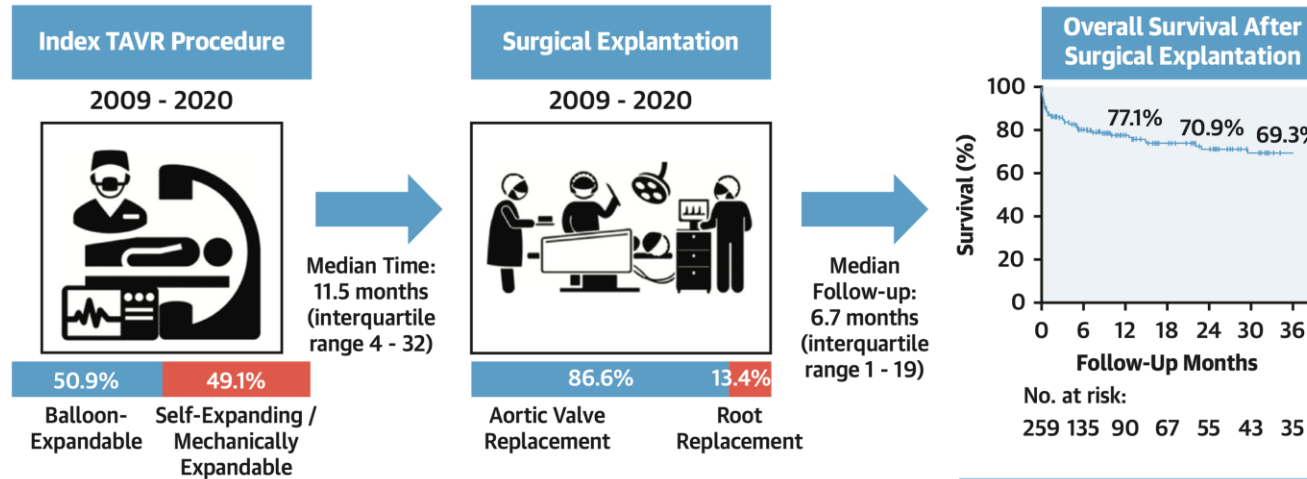 Index TAVR Procedure
2009 - 2020
50.9%
49.1%
Balloon-
Expandable
Self-Expanding /
Mechanically
Expandable
Median Time:
11.5 months
(interquartile
range 4 - 32)
Surgical Explantation
2009 - 2020
86.6%
13.4%
Aortic Valve
Replacement
Root
Replacement
Median
Follow-up:
6.7 months
(interquartile
range 1 - 19)
Overall Survival After
Surgical Explantation
Survival (%)
100
80
60
40
20
0
77.1%
70.9%
69.3%
0 6 12 18 24 30 36
Follow-Up Months
No. at risk:
259 135 90 67 55 43 35